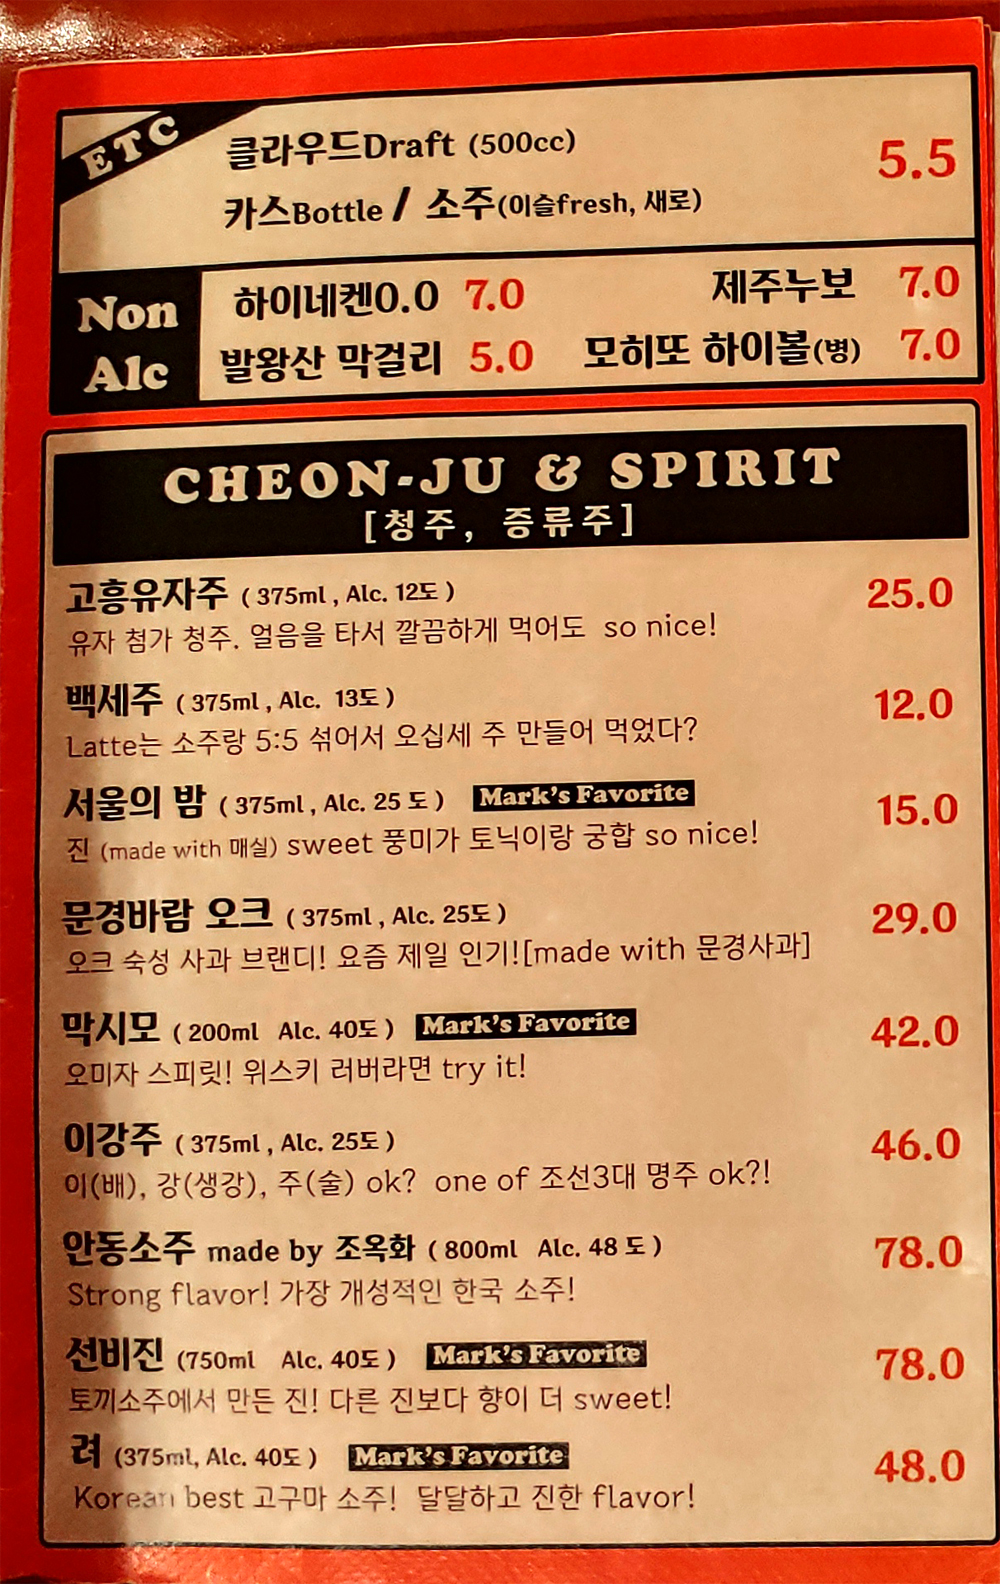 ETC
클라우드Draft (500cc)
카스Bottle / 소주(이슬fresh, 새로)
5.5
Non
Alc
하이네켄0.0 7.0
제주누보 7.0
발왕산 막걸리 5.0
모히또 하이볼(병) 7.0
CHEON-JU & SPIRIT
[청주, 증류주]
고흥유자주 ( 375ml , Alc. 12도 ) 25.0
유자 첨가 청주. 얼음을 타서 깔끔하게 먹어도 so nice!
백세주 ( 375ml , Alc. 13도 ) 12.0
Latte는 소주랑 5:5 섞어서 오십세 주 만들어 먹었다?
서울의 밤 ( 375ml , Alc. 25 도 ) Mark's Favorite 15.0
진 (made with 매실) sweet 풍미가 토닉이랑 궁합 so nice!
문경바람 오크 ( 375ml , Alc. 25도 ) 29.0
오크 숙성 사과 브랜디! 요즘 제일 인기![made with 문경사과]
막시모 ( 200ml Alc. 40도 ) Mark's Favorite 42.0
오미자 스피릿! 위스키 러버라면 try it!
이강주 ( 375ml , Alc. 25도 ) 46.0
이(배), 강(생강), 주(술) ok? one of 조선3대 명주 ok?!
안동소주 made by 조옥화 ( 800ml Alc. 48 도 ) 78.0
Strong flavor! 가장 개성적인 한국 소주!
선비진 (750ml Alc. 40도 ) Mark's Favorite 78.0
토끼소주에서 만든 진! 다른 진보다 향이 더 sweet!
려 (375ml, Alc. 40도 ) Mark's Favorite 48.0
Korean best 고구마 소주! 달달하고 진한 flavor!